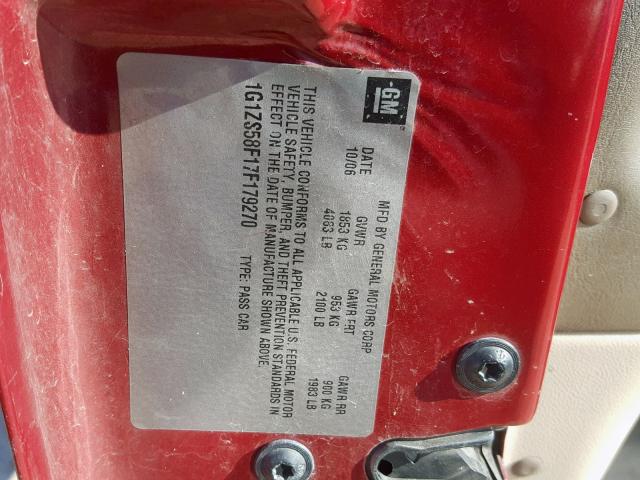 GM
MFD BY GENERAL MOTORS CORP
DATE GVWR GAWR FRT GAWR RR
10/06 1853 KG 953 KG 900 KG
4083 LB 2100 LB 1983 LB
THIS VEHICLE CONFORMS TO ALL APPLICABLE U.S. FEDERAL MOTOR
VEHICLE SAFETY, BUMPER, AND THEFT PREVENTION STANDARDS IN
EFFECT ON THE DATE OF MANUFACTURE SHOWN ABOVE.
1G1ZS58F17F179270 TYPE: PASS CAR